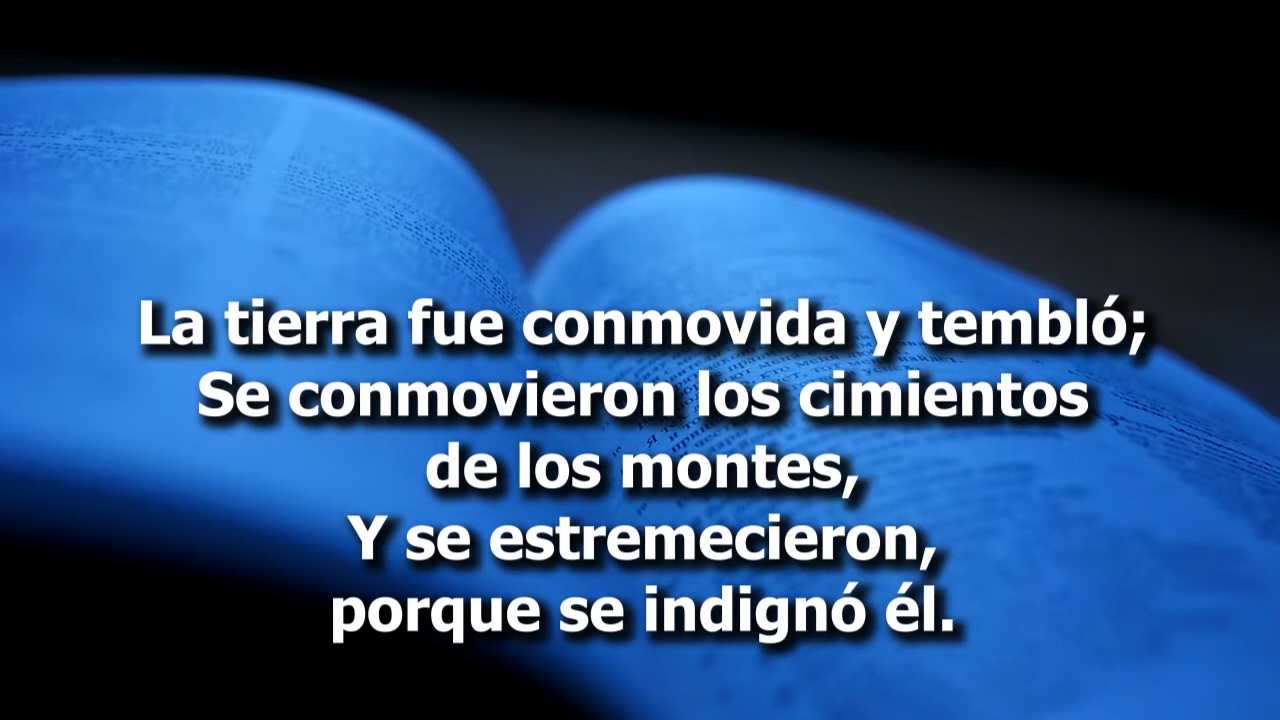 La tierra fue conmovida y tembló;
Se conmovieron los cimientos
de los montes,
Y se estremecieron,
porque se indignó él.